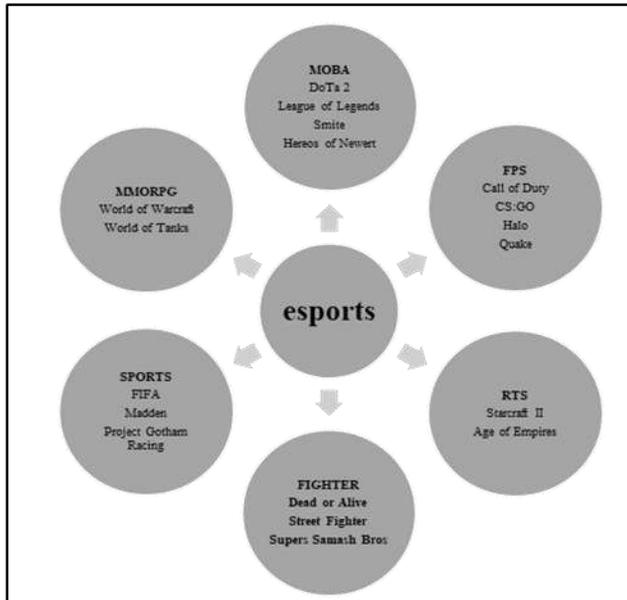 MOBA
DoTa 2
League of Legends
Smite
Hereos of Newert
FPS
Call of Duty
CS:GO
Halo
Quake
RTS
Starcraft II
Age of Empires
FIGHTER
Dead or Alive
Street Fighter
Supers Samash Bros
SPORTS
FIFA
Madden
Project Gotham
Racing
MMORPG
World of Warcraft
World of Tanks
esports